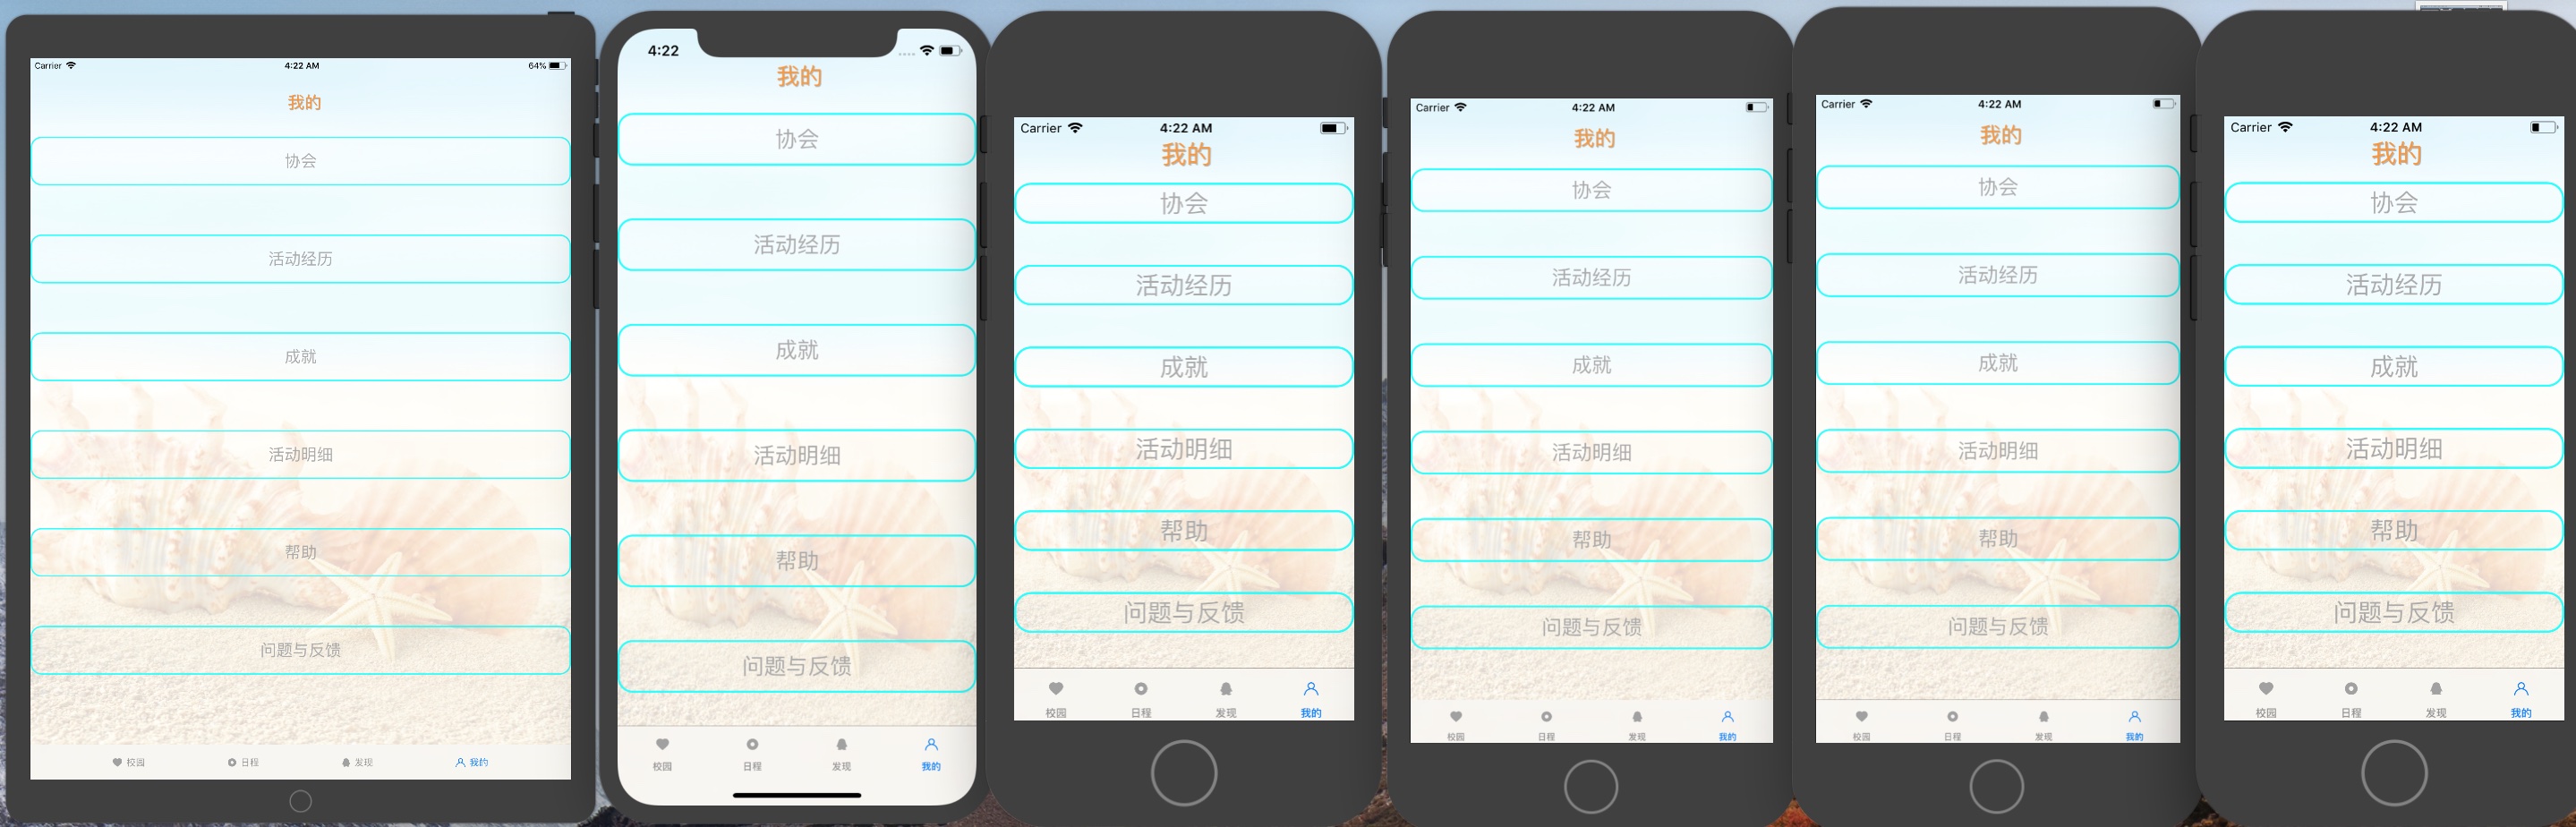 Carrier 4:22 AM 64%
我的
协会
活动经历
成就
活动明细
帮助
问题与反馈
校园 日程 发现 我的
4:22
我的
协会
活动经历
成就
活动明细
帮助
问题与反馈
校园 日程 发现 我的
Carrier 4:22 AM
我的
协会
活动经历
成就
活动明细
帮助
问题与反馈
校园 日程 发现 我的
Carrier 4:22 AM
我的
协会
活动经历
成就
活动明细
帮助
问题与反馈
校园 日程 发现 我的
Carrier 4:22 AM
我的
协会
活动经历
成就
活动明细
帮助
问题与反馈
校园 日程 发现 我的
Carrier 4:22 AM
我的
协会
活动经历
成就
活动明细
帮助
问题与反馈
校园 日程 发现 我的